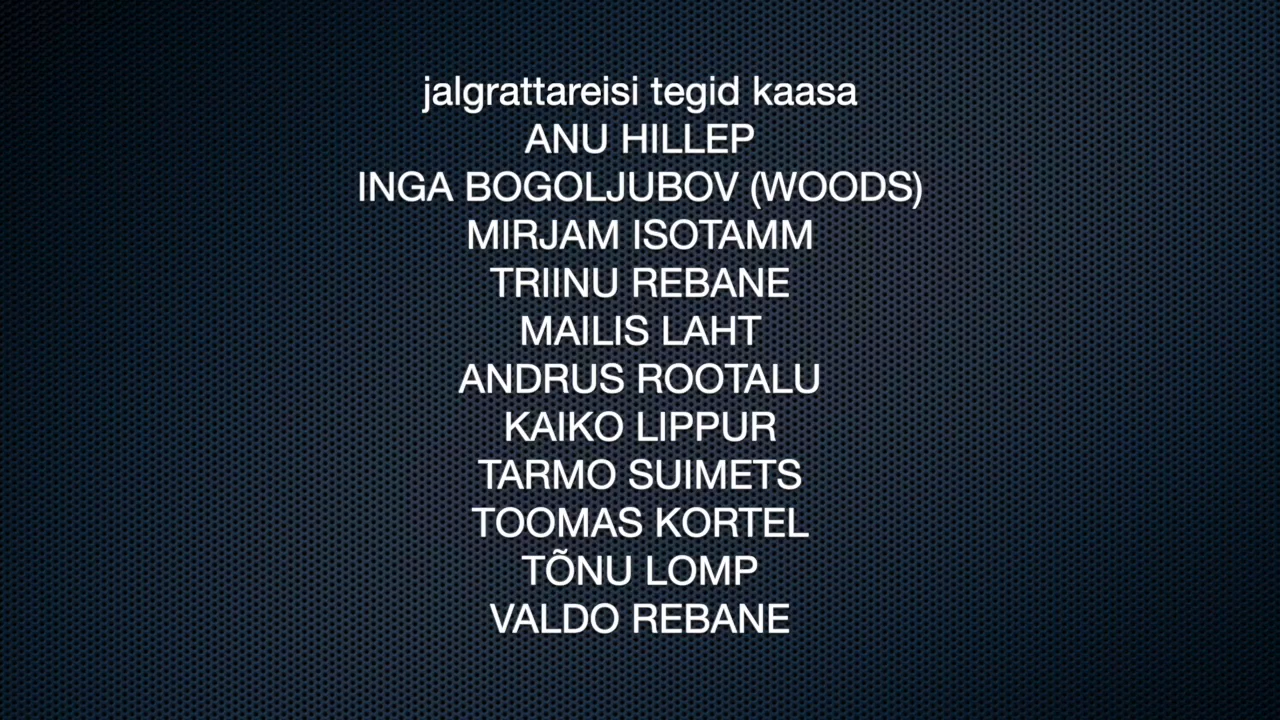 jalgrattareisi tegid kaasa
ANU HILLEP
INGA BOGOLJUBOV (WOODS)
MIRJAM ISOTAMM
TRIINU REBANE
MAILIS LAHT
ANDRUS ROOTALU
KAIKO LIPPUR
TARMO SUIMETS
TOOMAS KORTEL
TÕNU LOMP
VALDO REBANE